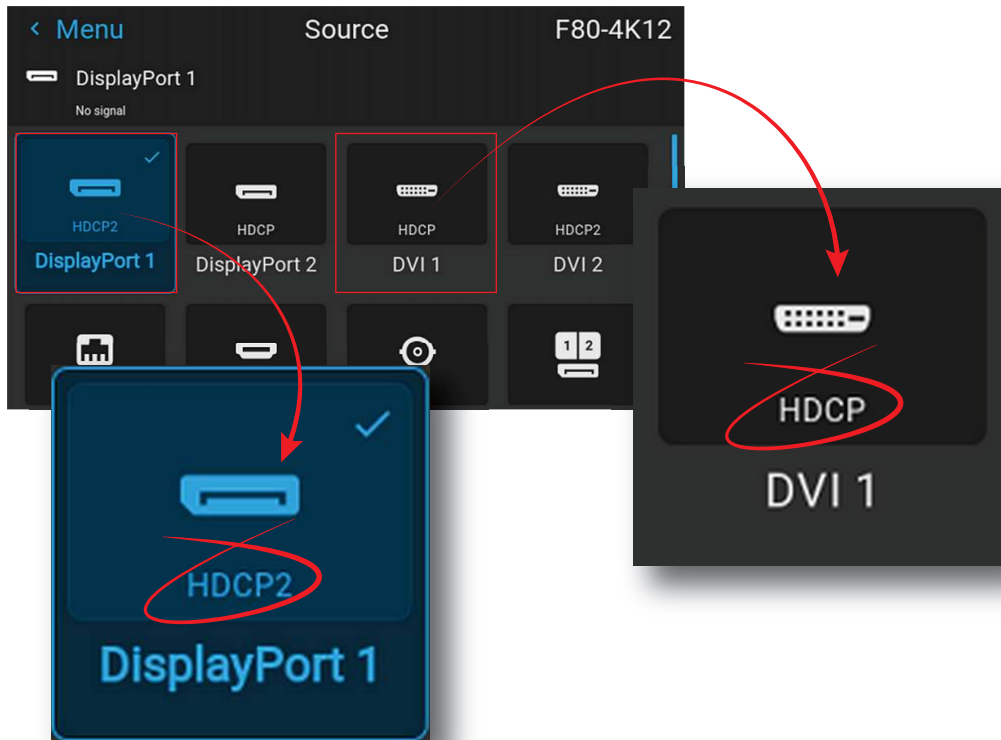 < Menu Source F80-4K12
DisplayPort 1
No signal
HDCP2 HDCP HDCP HDCP2
DisplayPort 1 DisplayPort 2 DVI 1 DVI 2
1 2
HDCP
DVI 1
HDCP2
DisplayPort 1